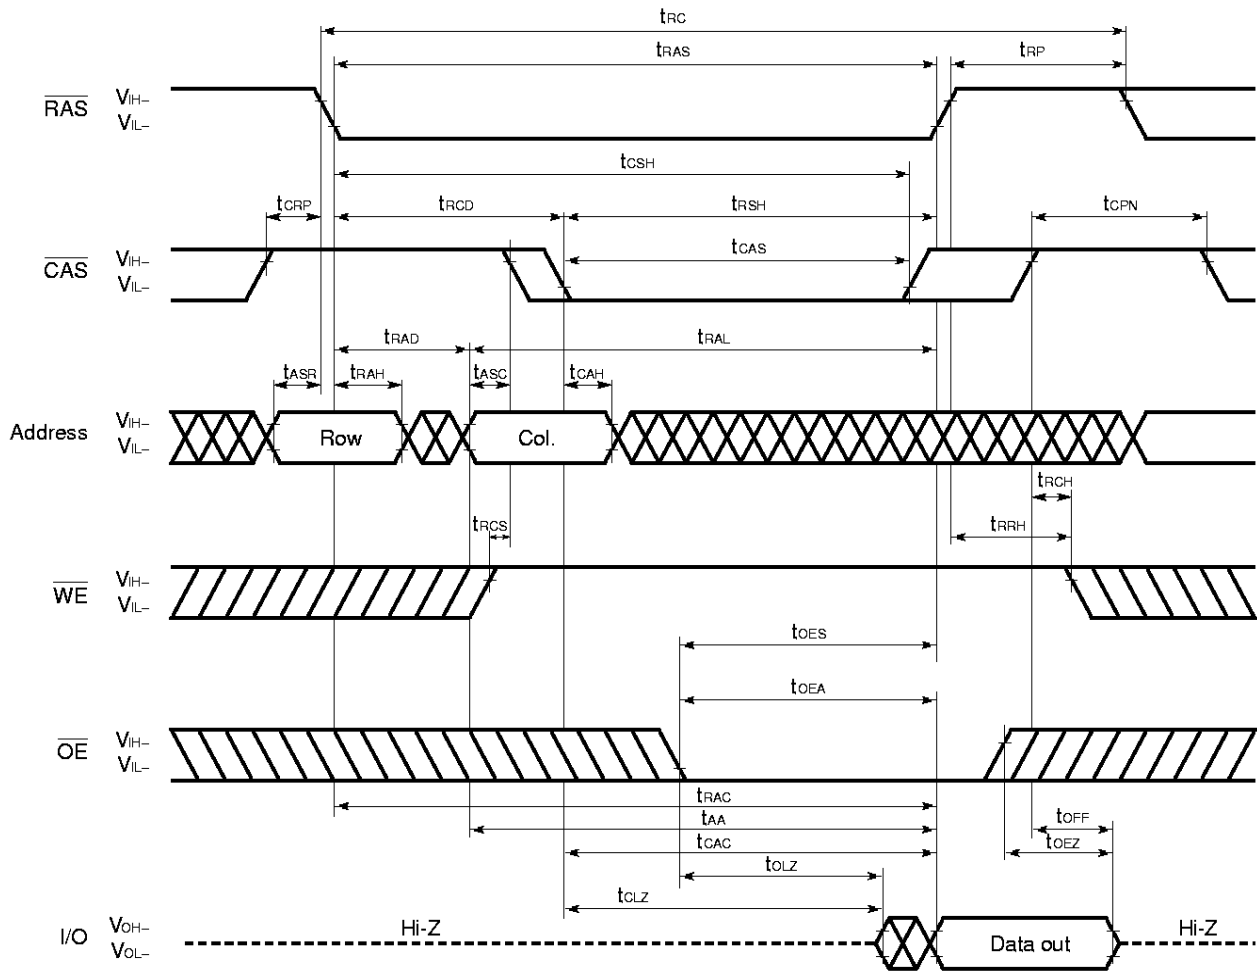 tRC
tRAS tRP
RAS VIH– VIL–
tCSH
tCRP tRCD tRSH tCPN
tCAS
CAS VIH– VIL–
tRAD tRAL
tASR tRAH tASC tCAH
Address VIH– VIL– Row Col.
tRCH
tRCS tRRH
WE VIH– VIL–
tOES
tOEA
OE VIH– VIL–
tRAC
tAA tOFF
tCAC tOEZ
tOLZ
tCLZ
I/O VOH– VOL– Hi-Z Data out Hi-Z